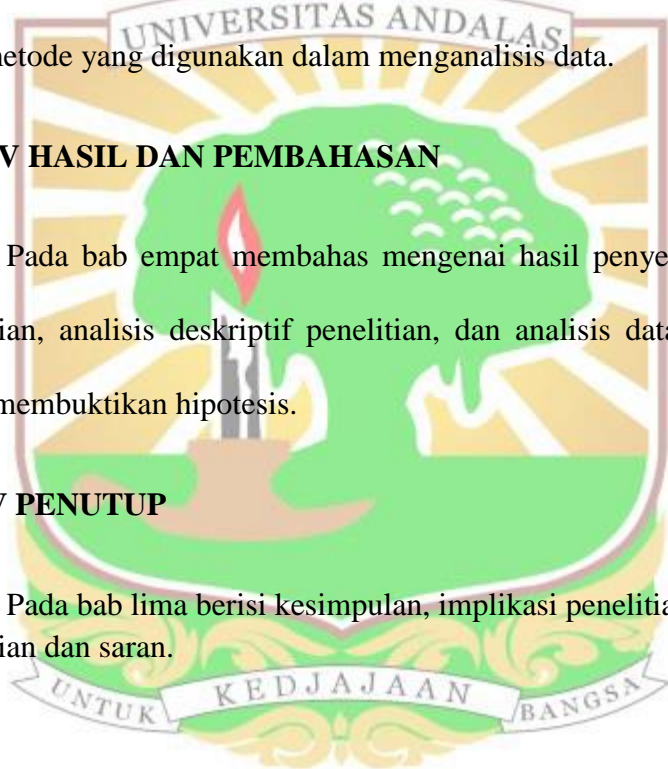 UNIVERSITAS ANDALAS
metode yang digunakan dalam menganalisis data.
V HASIL DAN PEMBAHASAN
Pada bab empat membahas mengenai hasil penye
ian, analisis deskriptif penelitian, dan analisis data
membuktikan hipotesis.
V PENUTUP
Pada bab lima berisi kesimpulan, implikasi penelitia
ian dan saran.
UNTUK KEDJAJAAN BANGSA